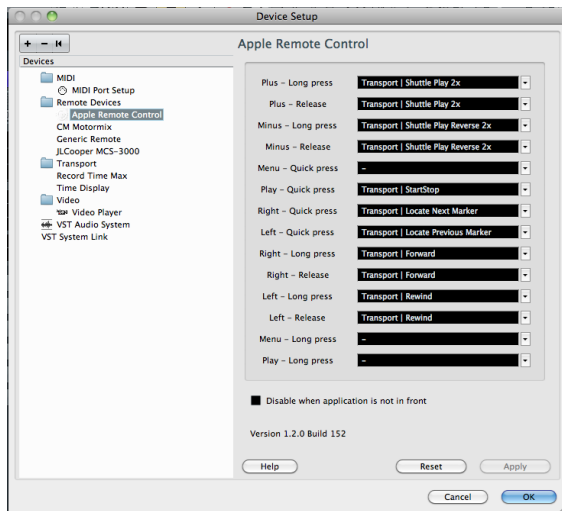 Device Setup
+ - I◀
Devices
MIDI
MIDI Port Setup
Remote Devices
Apple Remote Control
CM Motormix
Generic Remote
JLCooper MCS-3000
Transport
Record Time Max
Time Display
Video
Video Player
VST Audio System
VST System Link
Apple Remote Control
Plus - Long press Transport | Shuttle Play 2x
Plus - Release Transport | Shuttle Play 2x
Minus - Long press Transport | Shuttle Play Reverse 2x
Minus - Release Transport | Shuttle Play Reverse 2x
Menu - Quick press -
Play - Quick press Transport | StartStop
Right - Quick press Transport | Locate Next Marker
Left - Quick press Transport | Locate Previous Marker
Right - Long press Transport | Forward
Right - Release Transport | Forward
Left - Long press Transport | Rewind
Left - Release Transport | Rewind
Menu - Long press -
Play - Long press -
Disable when application is not in front
Version 1.2.0 Build 152
Help Reset Apply
Cancel OK